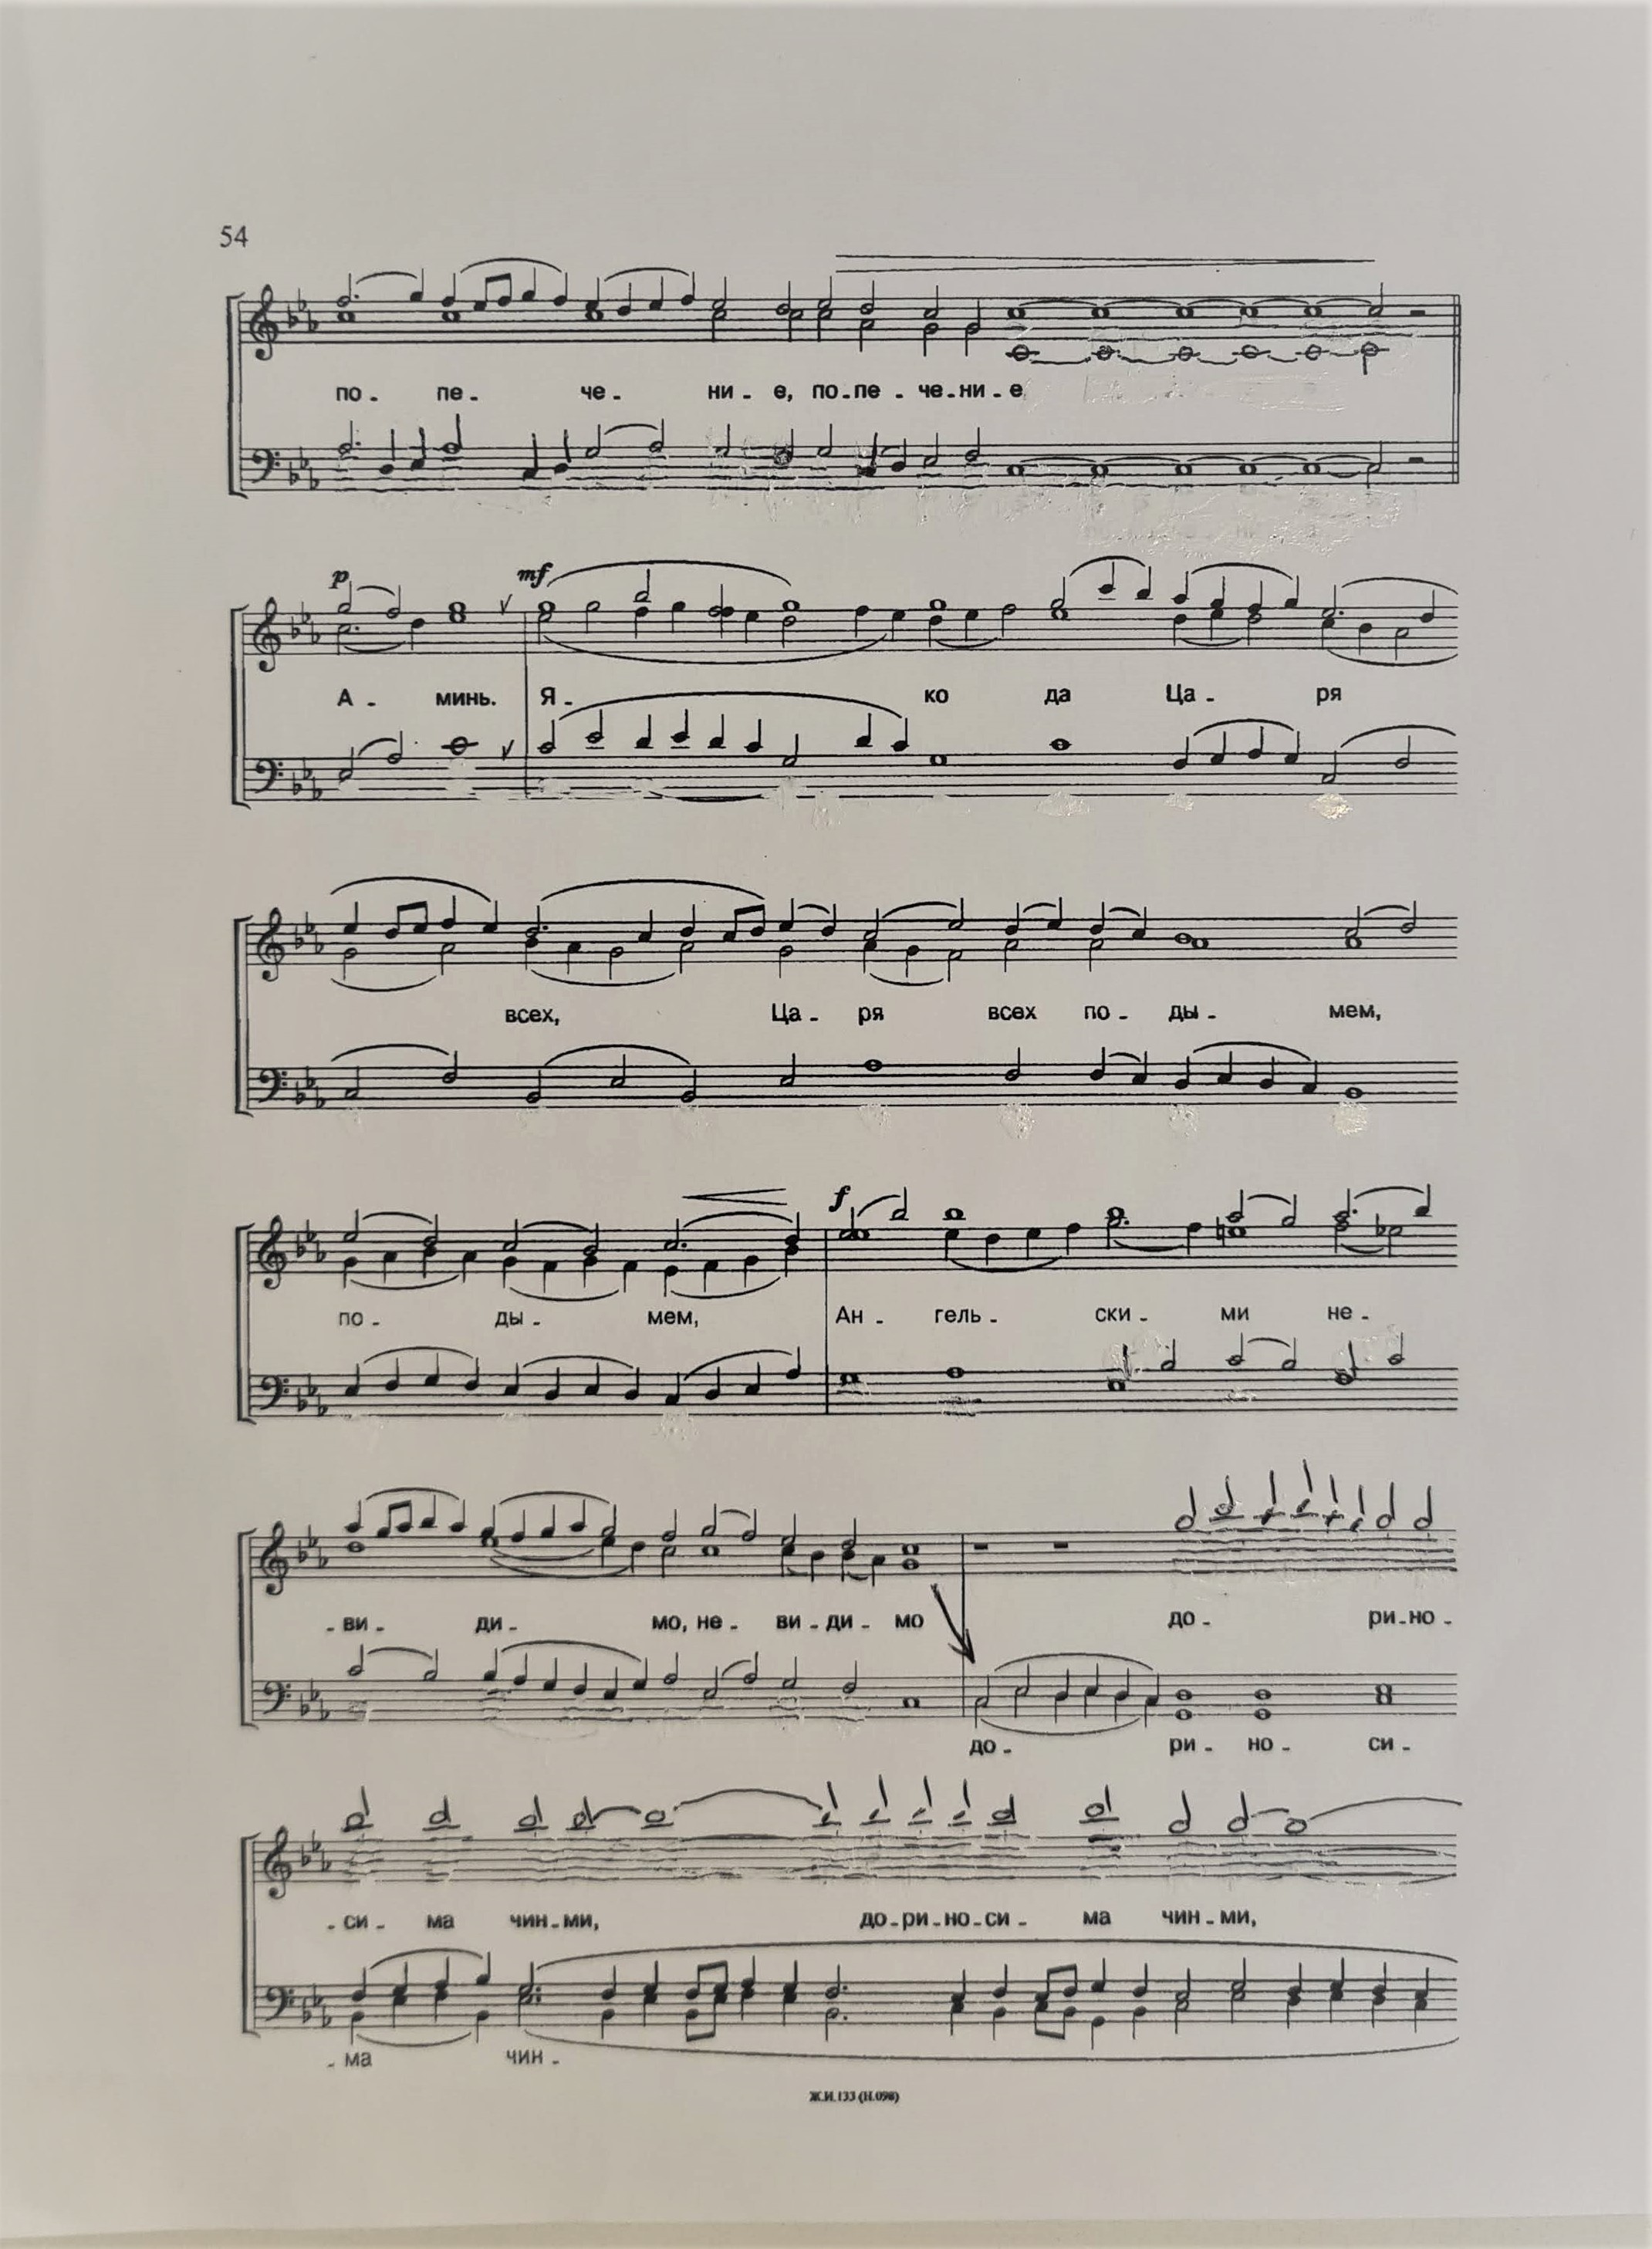 54
по - пе - че - ни - е, по-пе - че-ни - е
p mf
А - минь. Я - ко да Ца - ря
всех, Ца - ря всех по - ды - мем,
f
по - ды - мем, Ан - гель - ски - ми не -
- ви - ди - мо, не - ви - ди - мо до - ри-но -
до - ри - но - си -
- си - ма чин-ми, до-ри-но-си - ма чин-ми,
- ма чин -
Ж.И.133 (Н.098)